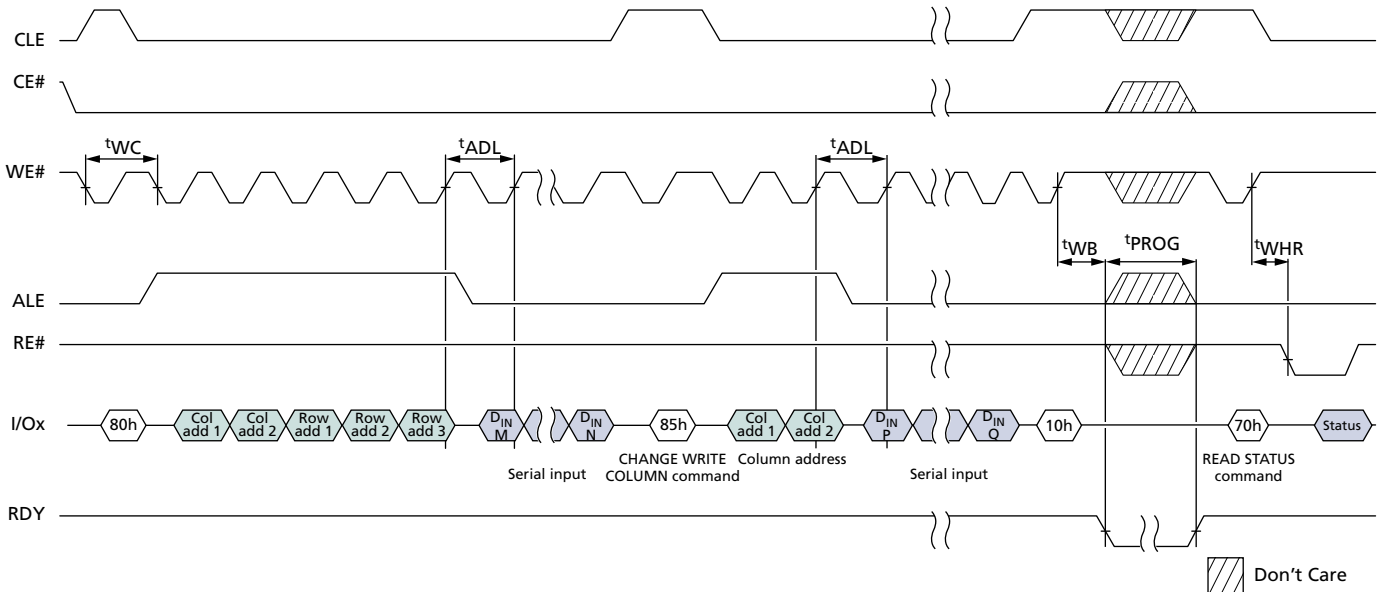 CLE
CE#
tWC
tADL
tADL
WE#
tWB
tPROG
tWHR
ALE
RE#
I/Ox
80h
Col add 1
Col add 2
Row add 1
Row add 2
Row add 3
DIN M
DIN N
85h
Col add 1
Col add 2
DIN P
DIN Q
10h
70h
Status
Serial input
CHANGE WRITE
COLUMN command
Column address
Serial input
READ STATUS
command
RDY
Don't Care